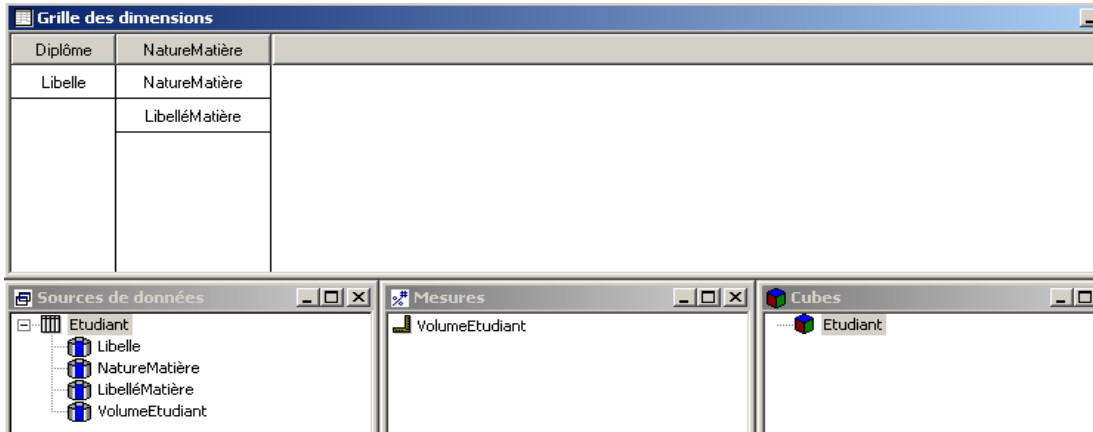 Grille des dimensions
Diplôme NatureMatière
Libelle NatureMatière
LibelléMatière
Sources de données
Etudiant
Libelle
NatureMatière
LibelléMatière
VolumeEtudiant
Mesures
VolumeEtudiant
Cubes
Etudiant